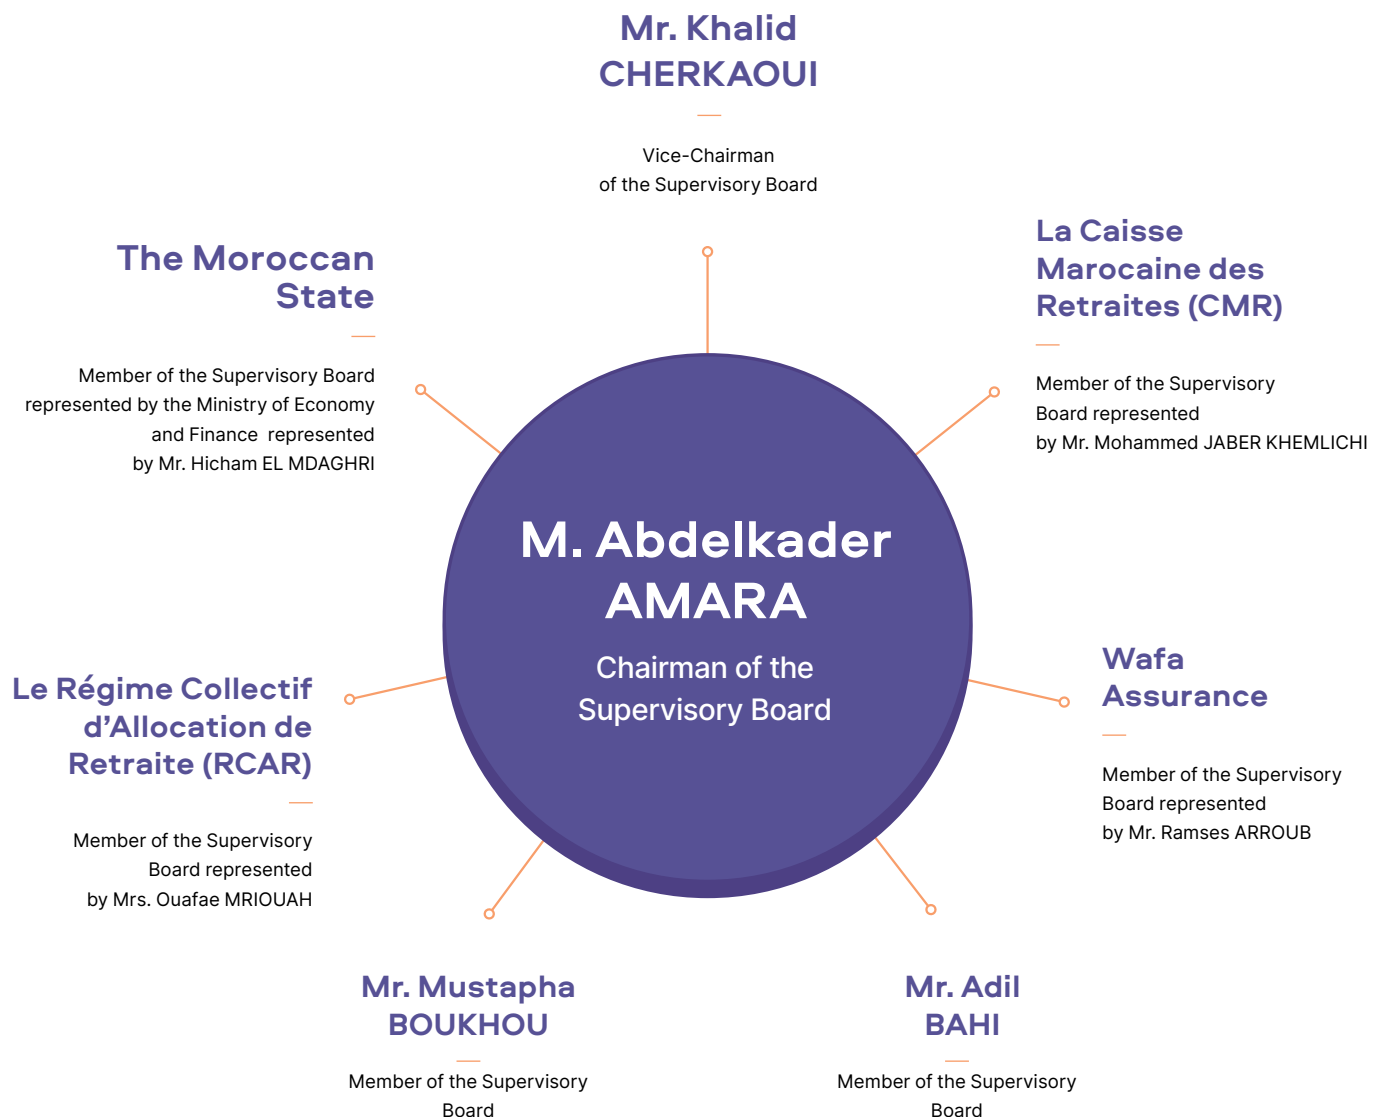 Mr. Khalid
CHERKAOUI
Vice-Chairman
of the Supervisory Board
The Moroccan
State
Member of the Supervisory Board
represented by the Ministry of Economy
and Finance represented
by Mr. Hicham EL MDAGHRI
La Caisse
Marocaine des
Retraites (CMR)
Member of the Supervisory
Board represented
by Mr. Mohammed JABER KHEMLICHI
M. Abdelkader
AMARA
Chairman of the
Supervisory Board
Le Régime Collectif
d’Allocation de
Retraite (RCAR)
Member of the Supervisory
Board represented
by Mrs. Ouafae MRIOUAH
Wafa
Assurance
Member of the Supervisory
Board represented
by Mr. Ramses ARROUB
Mr. Mustapha
BOUKHOU
Member of the Supervisory
Board
Mr. Adil
BAHI
Member of the Supervisory
Board